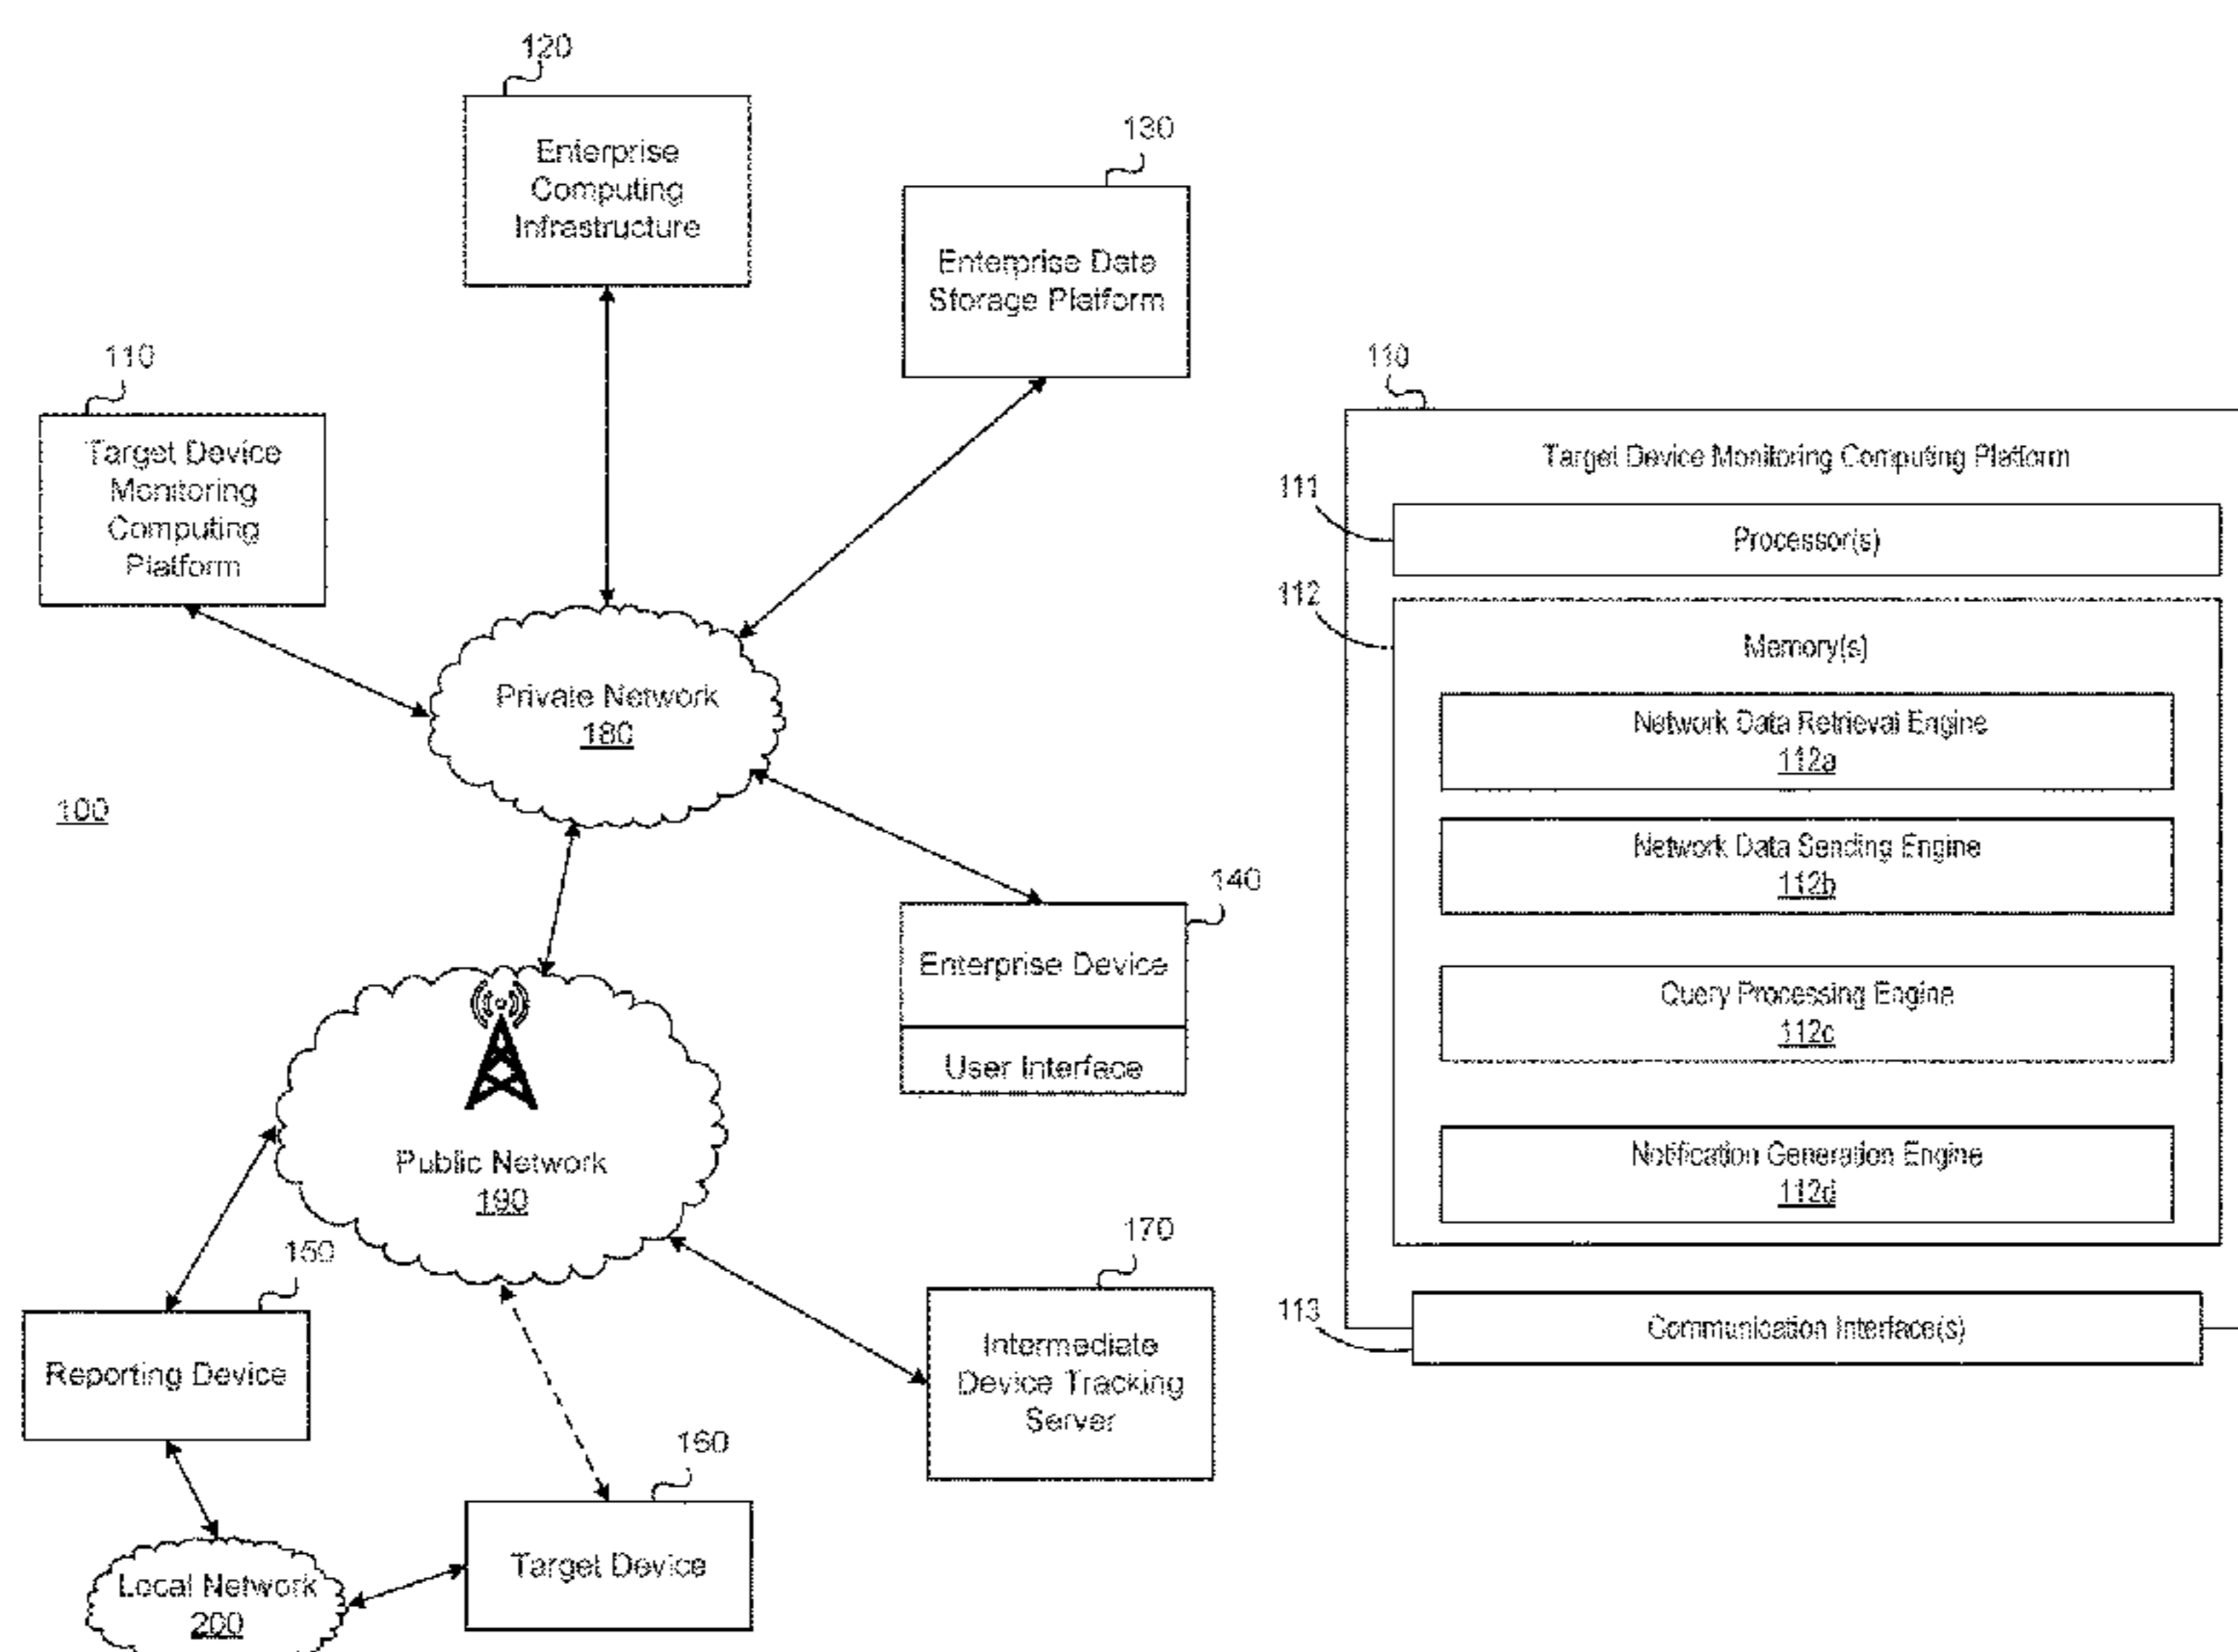 120
Enterprise
Computing
Infrastructure
130
Enterprise Data
Storage Platform
110
Target Device
Monitoring
Computing
Platform
Private Network
180
100
140
Enterprise Device
User Interface
Public Network
190
150
Reporting Device
170
Intermediate
Device Tracking
Server
160
Target Device
Local Network
200
110
Target Device Monitoring Computing Platform
111
Processor(s)
112
Memory(s)
Network Data Retrieval Engine
112a
Network Data Sending Engine
112b
Query Processing Engine
112c
Notification Generation Engine
112d
113
Communication Interface(s)